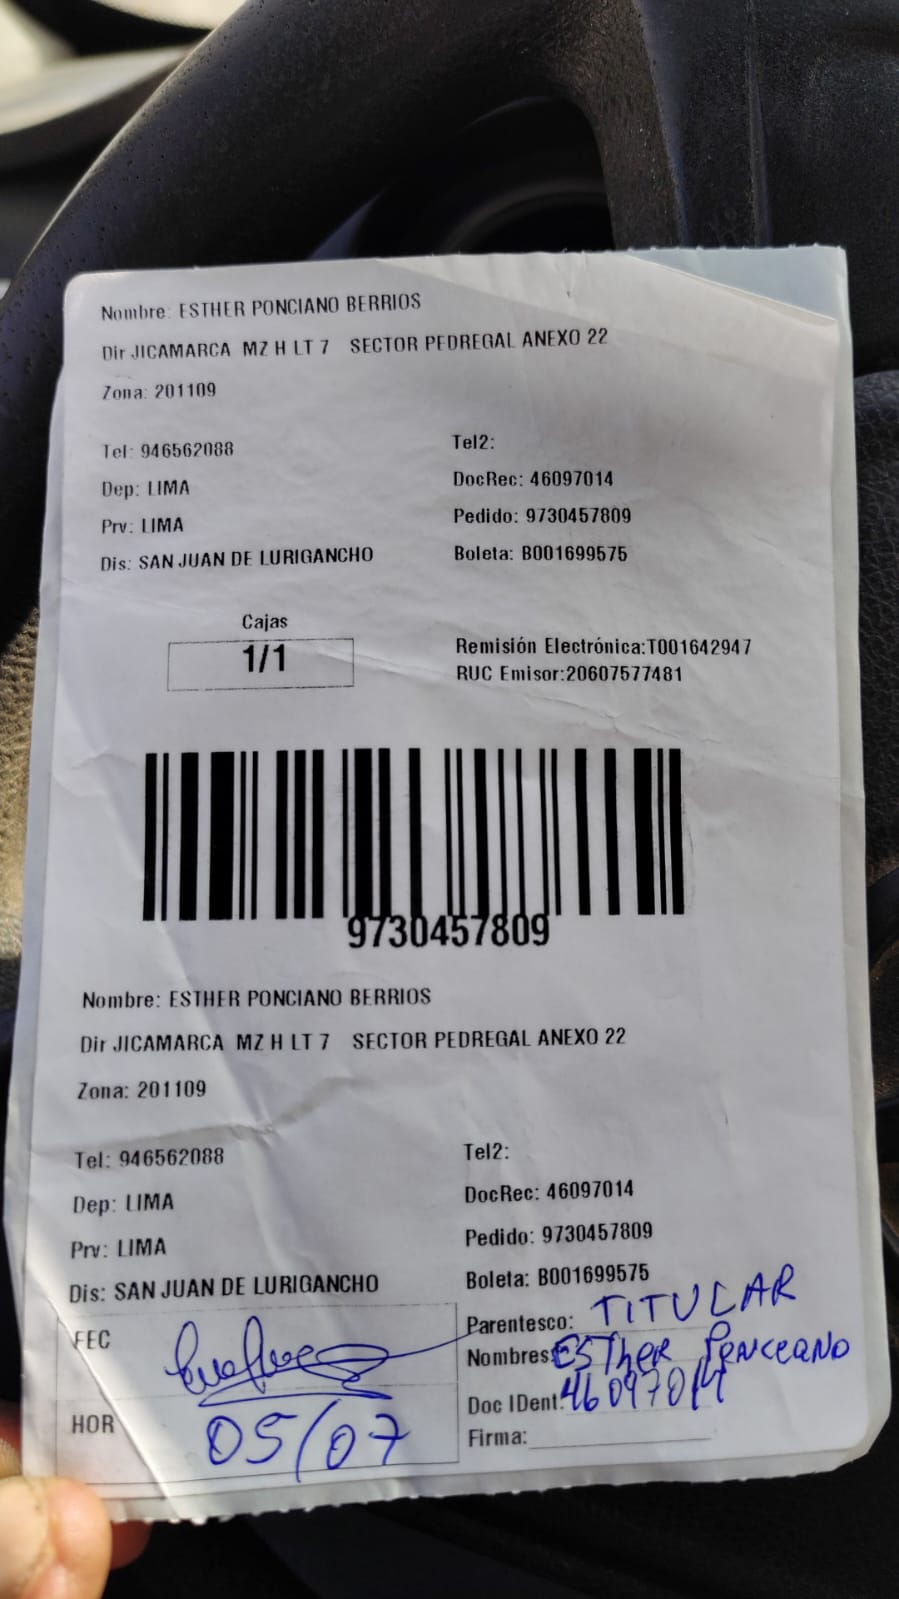 Nombre: ESTHER PONCIANO BERRIOS
Dir JICAMARCA MZ H LT 7 SECTOR PEDREGAL ANEXO 22
Zona: 201109
Tel: 946562088 Tel2:
Dep: LIMA DocRec: 46097014
Prv: LIMA Pedido: 9730457809
Dis: SAN JUAN DE LURIGANCHO Boleta: B001699575
Cajas
1/1
Remisión Electrónica:T001642947
RUC Emisor:20607577481
9730457809
Nombre: ESTHER PONCIANO BERRIOS
Dir JICAMARCA MZ H LT 7 SECTOR PEDREGAL ANEXO 22
Zona: 201109
Tel: 946562088 Tel2:
Dep: LIMA DocRec: 46097014
Prv: LIMA Pedido: 9730457809
Dis: SAN JUAN DE LURIGANCHO Boleta: B001699575
FEC Parentesco: TITULAR
Nombres: ESTHER
HOR 05/07 Doc IDent: 46097014
Firma: